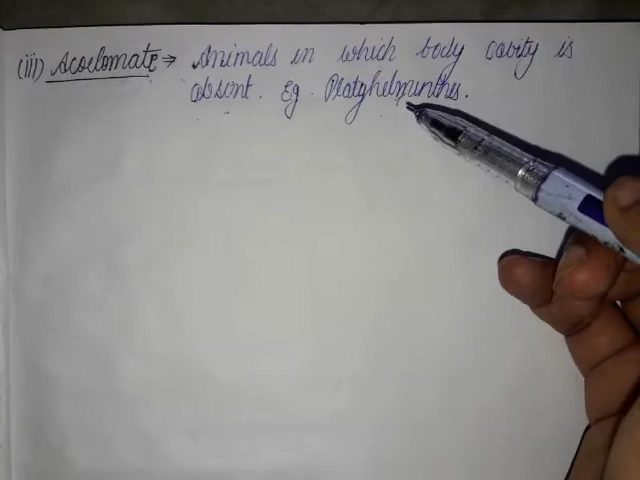 (iii) Acoelomate → Animals in which body cavity is
absent. Eg. Platyhelminthes.